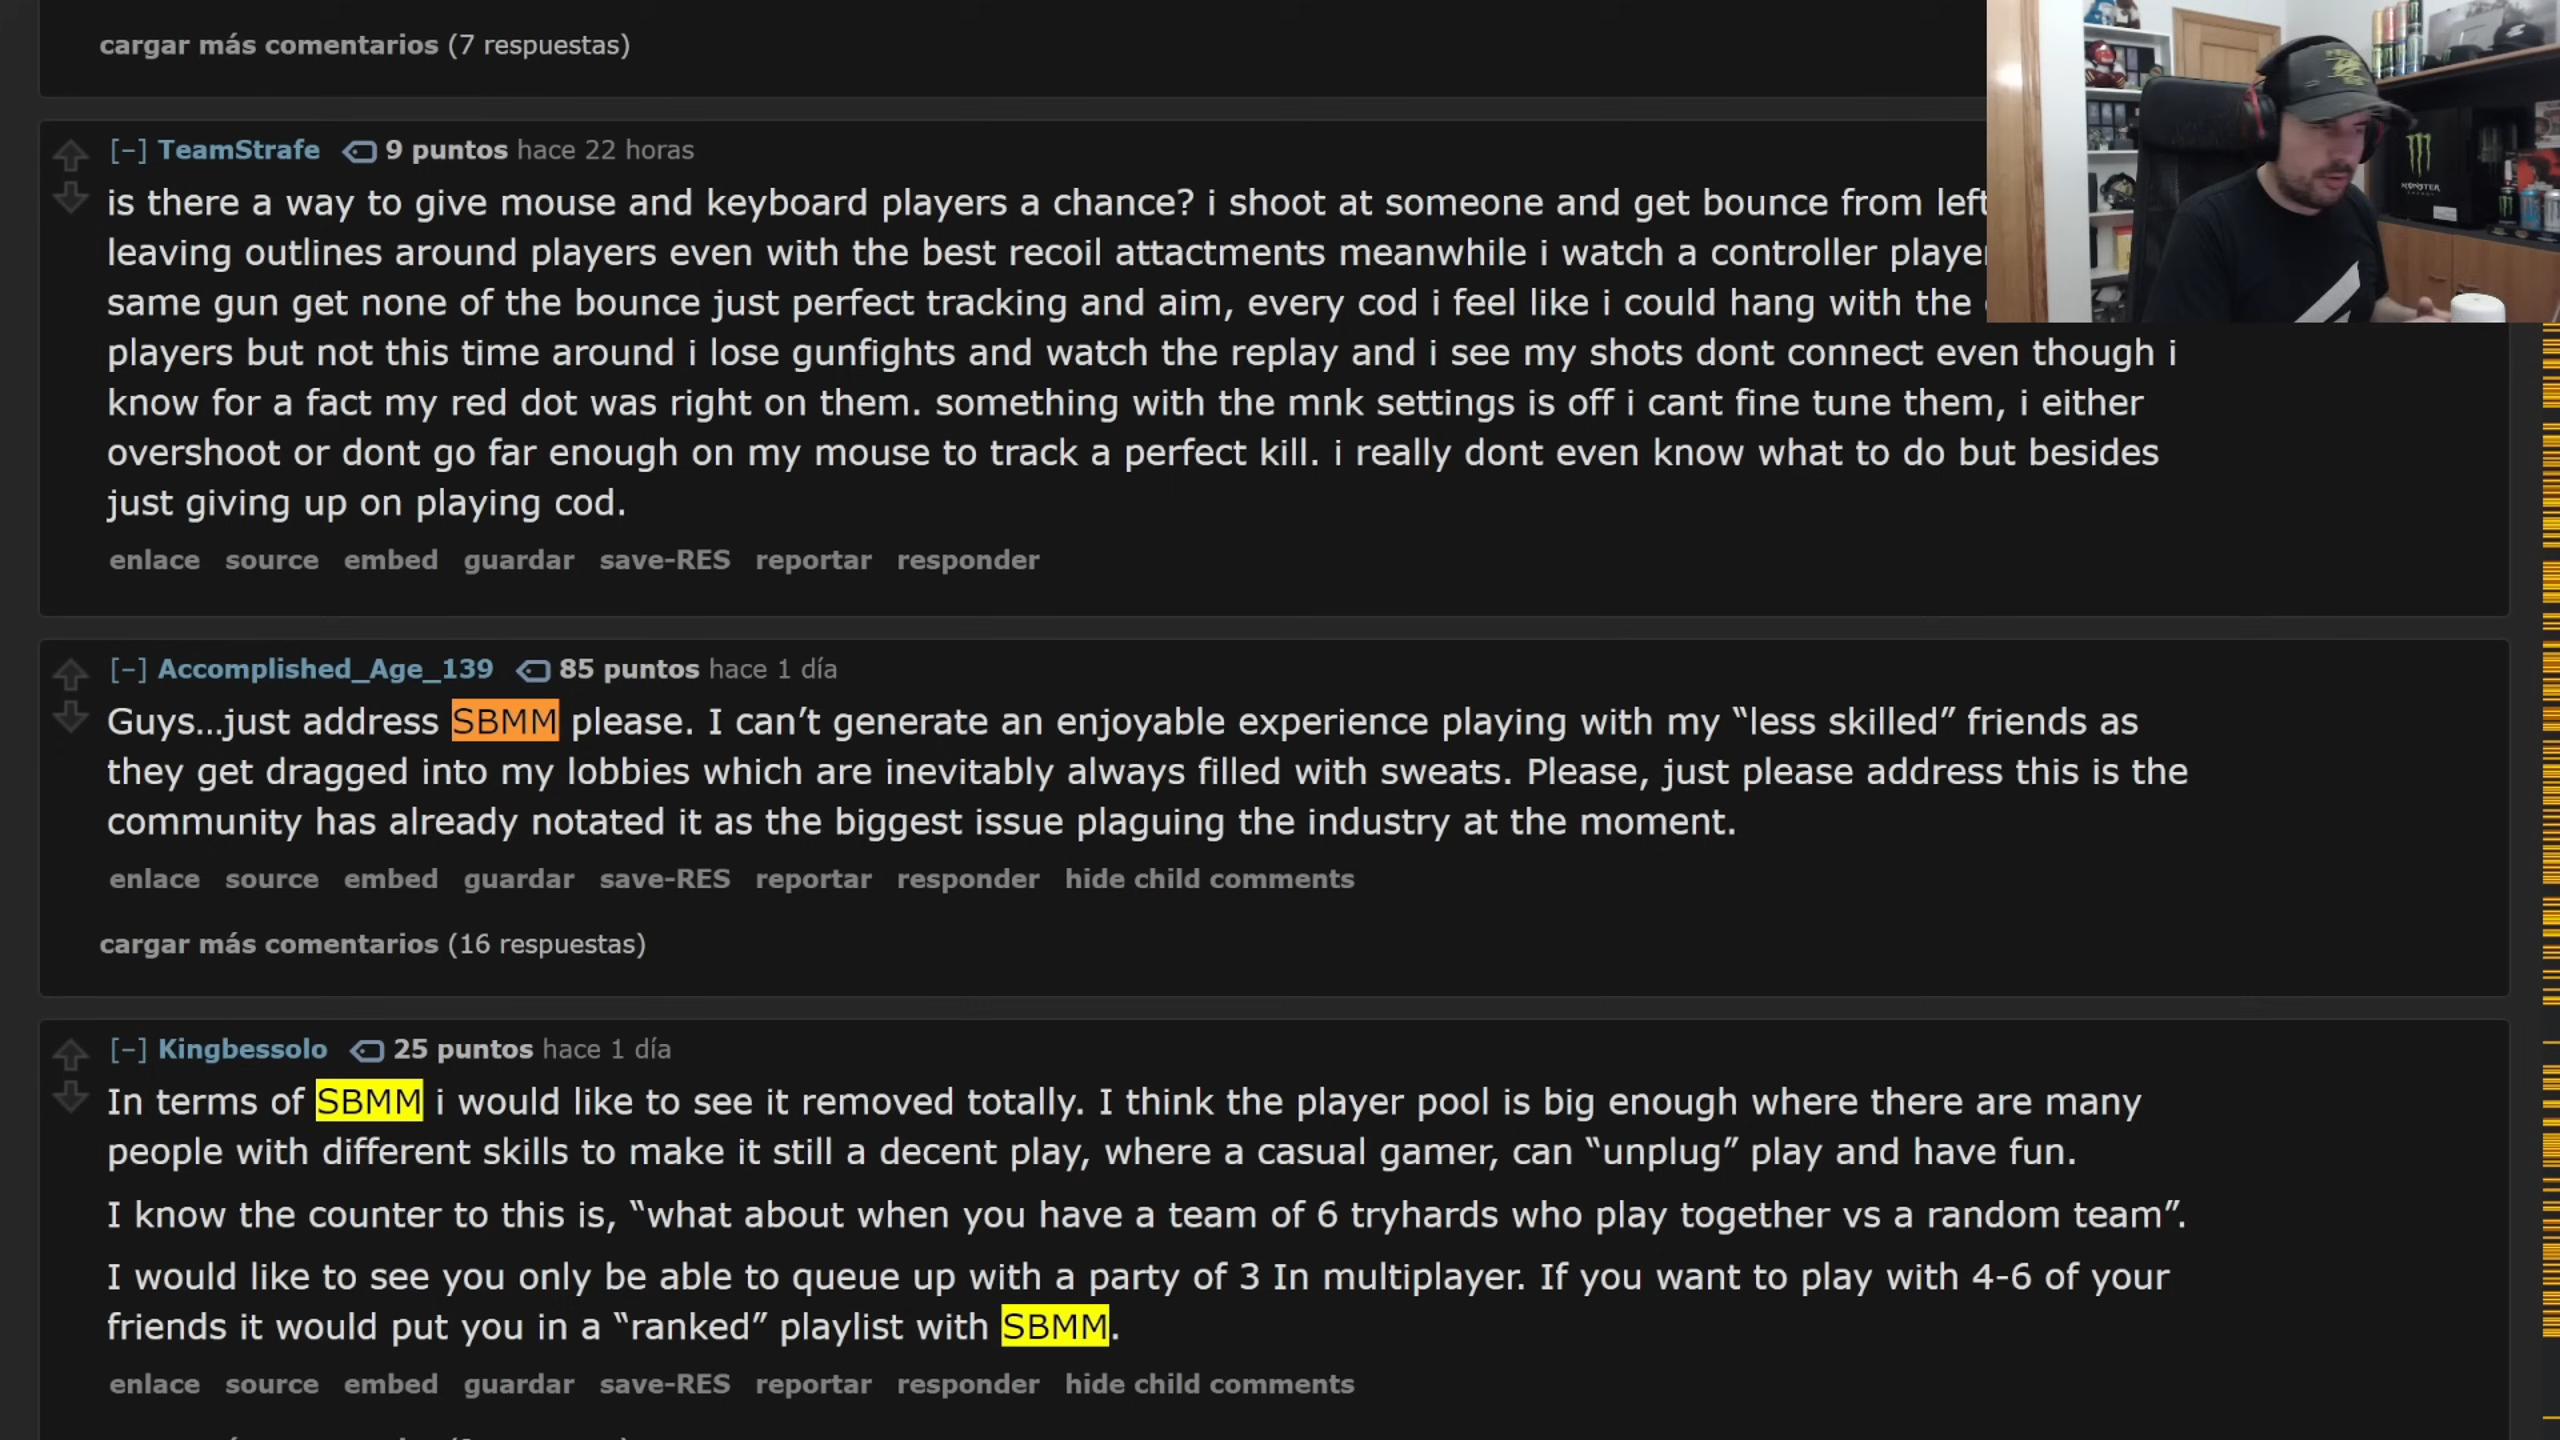 cargar más comentarios (7 respuestas)
[–] TeamStrafe 9 puntos hace 22 horas
is there a way to give mouse and keyboard players a chance? i shoot at someone and get bounce from left
leaving outlines around players even with the best recoil attactments meanwhile i watch a controller player
same gun get none of the bounce just perfect tracking and aim, every cod i feel like i could hang with the
players but not this time around i lose gunfights and watch the replay and i see my shots dont connect even though i
know for a fact my red dot was right on them. something with the mnk settings is off i cant fine tune them, i either
overshoot or dont go far enough on my mouse to track a perfect kill. i really dont even know what to do but besides
just giving up on playing cod.
enlace source embed guardar save-RES reportar responder
[–] Accomplished_Age_139 85 puntos hace 1 día
Guys...just address SBMM please. I can’t generate an enjoyable experience playing with my “less skilled” friends as
they get dragged into my lobbies which are inevitably always filled with sweats. Please, just please address this is the
community has already notated it as the biggest issue plaguing the industry at the moment.
enlace source embed guardar save-RES reportar responder hide child comments
cargar más comentarios (16 respuestas)
[–] Kingbessolo 25 puntos hace 1 día
In terms of SBMM i would like to see it removed totally. I think the player pool is big enough where there are many
people with different skills to make it still a decent play, where a casual gamer, can “unplug” play and have fun.
I know the counter to this is, “what about when you have a team of 6 tryhards who play together vs a random team”.
I would like to see you only be able to queue up with a party of 3 In multiplayer. If you want to play with 4-6 of your
friends it would put you in a “ranked” playlist with SBMM.
enlace source embed guardar save-RES reportar responder hide child comments
MONSTER